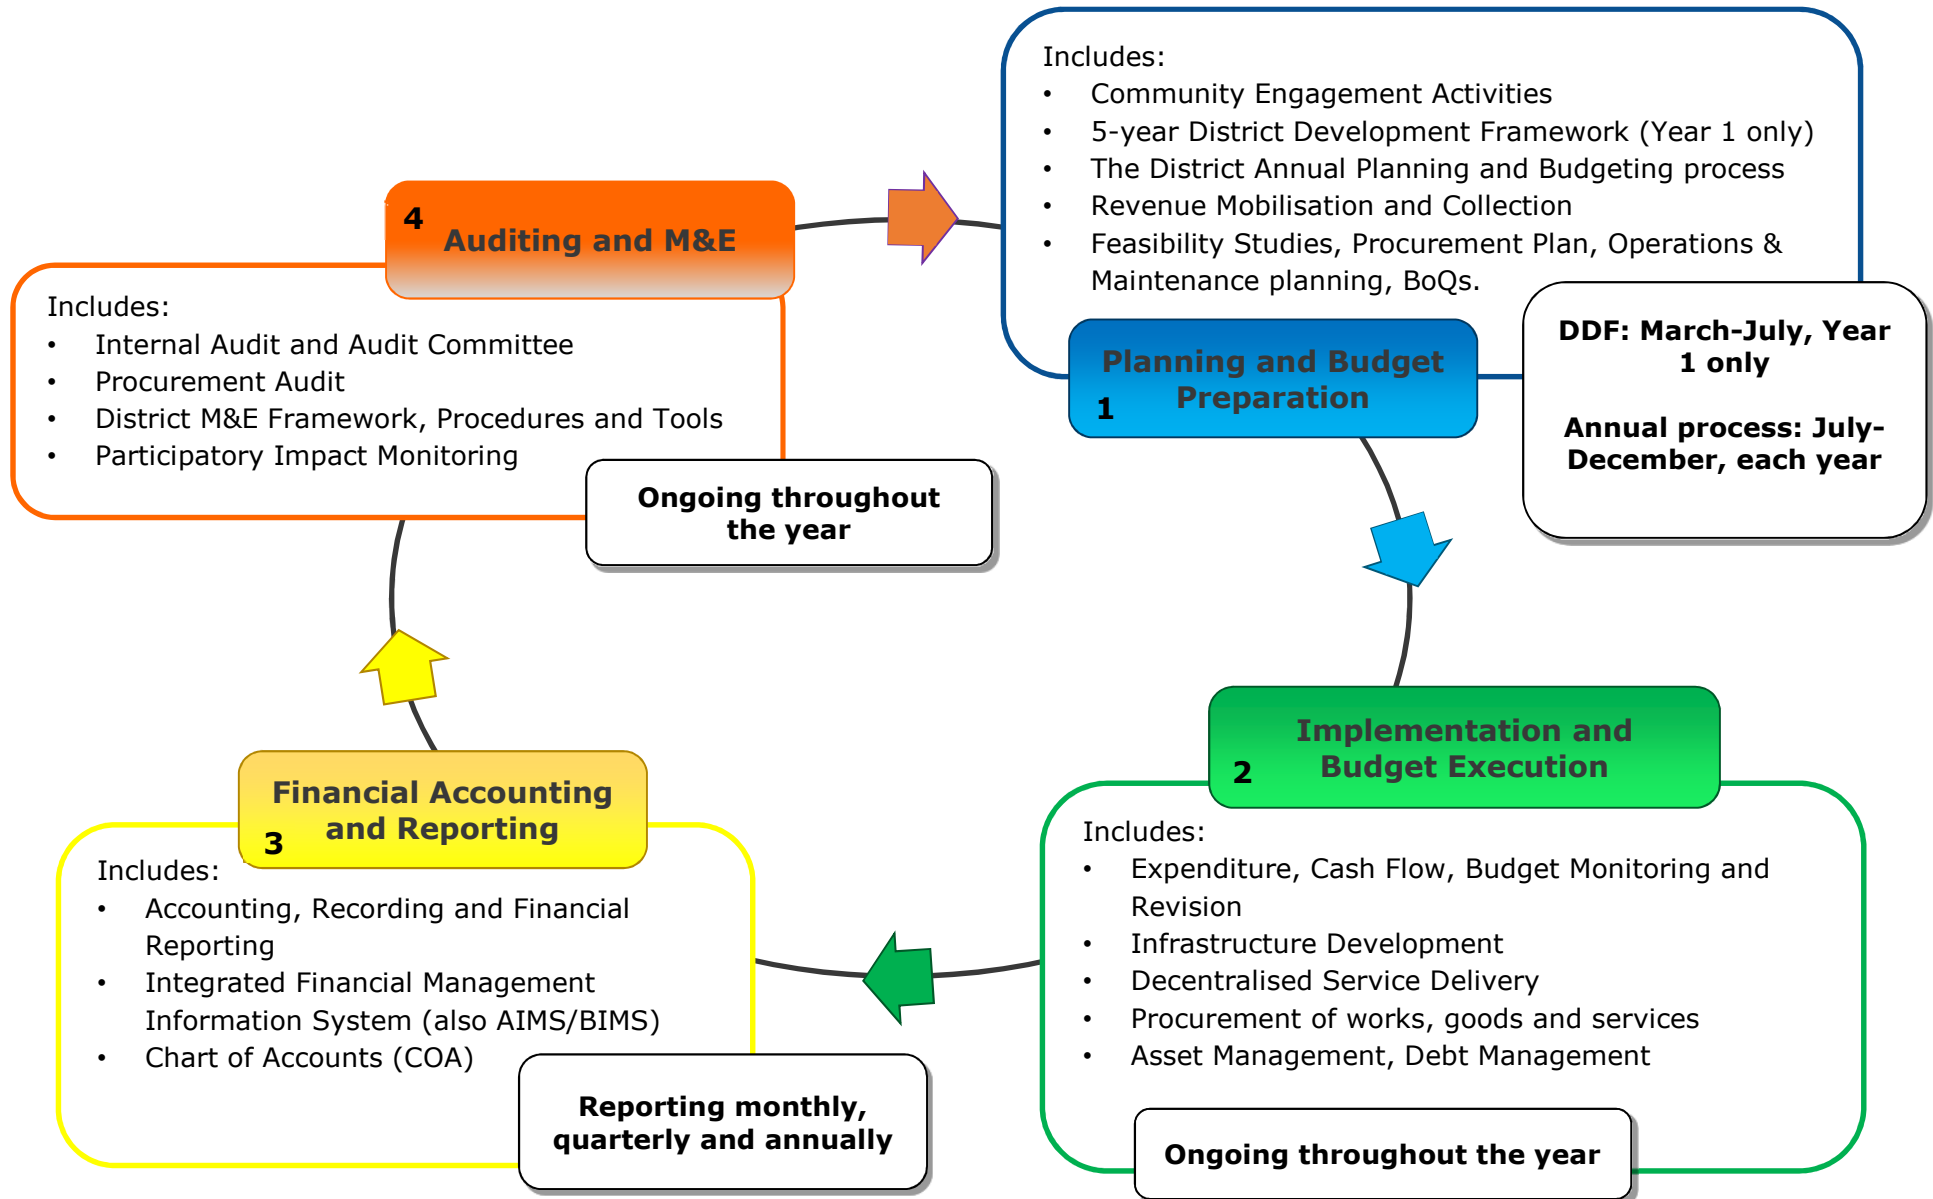 Includes:
• Community Engagement Activities
• 5-year District Development Framework (Year 1 only)
• The District Annual Planning and Budgeting process
• Revenue Mobilisation and Collection
• Feasibility Studies, Procurement Plan, Operations &
Maintenance planning, BoQs.
Planning and Budget
Preparation
1
DDF: March-July, Year
1 only
Annual process: July-
December, each year
Implementation and
Budget Execution
2
Includes:
• Expenditure, Cash Flow, Budget Monitoring and
Revision
• Infrastructure Development
• Decentralised Service Delivery
• Procurement of works, goods and services
• Asset Management, Debt Management
Ongoing throughout the year
Financial Accounting
and Reporting
3
Includes:
• Accounting, Recording and Financial
Reporting
• Integrated Financial Management
Information System (also AIMS/BIMS)
• Chart of Accounts (COA)
Reporting monthly,
quarterly and annually
4
Auditing and M&E
Includes:
• Internal Audit and Audit Committee
• Procurement Audit
• District M&E Framework, Procedures and Tools
• Participatory Impact Monitoring
Ongoing throughout
the year